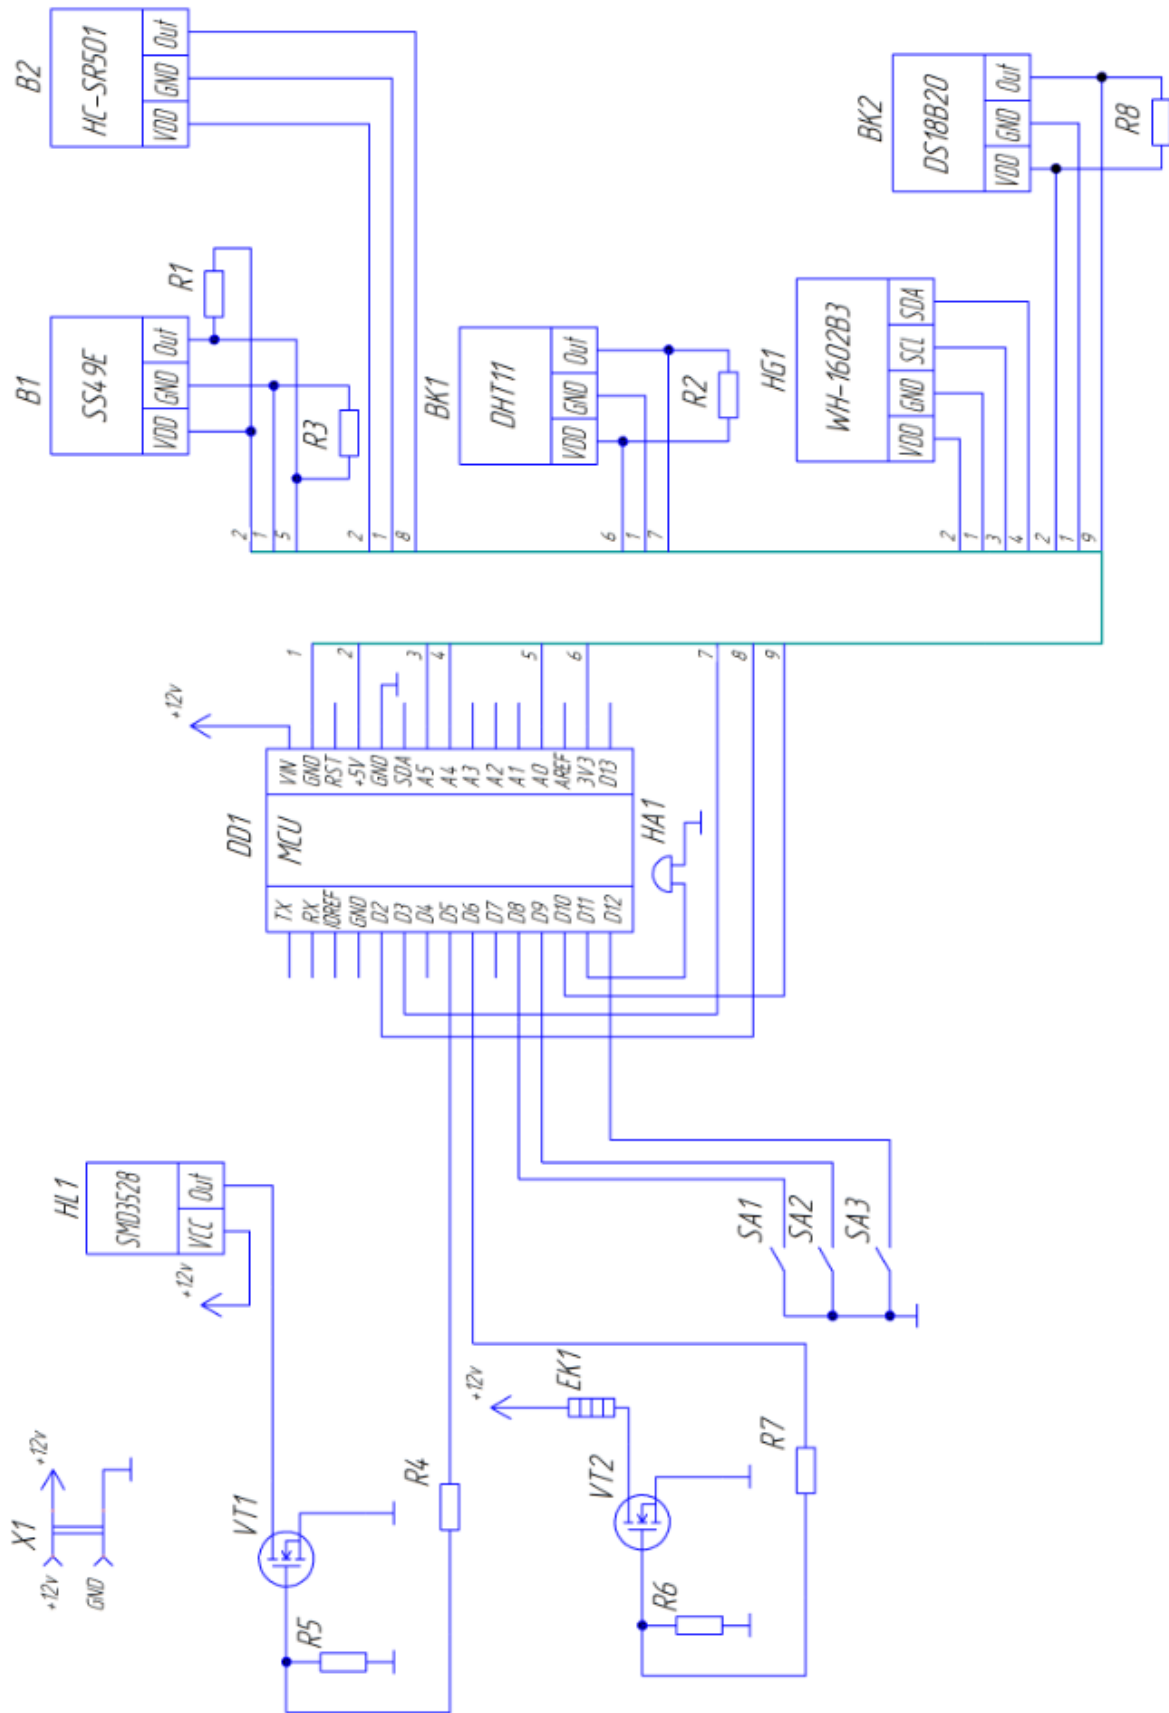 X1
+12v
+12v
GND
VT1
R5
R4
HL1
SMD3528
VCC
Out
+12v
VT2
R6
R7
EK1
+12v
SA1
SA2
SA3
DD1
MCU
TX
RX
IOREF
GND
D2
D3
D4
D5
D6
D7
D8
D9
D10
D11
D12
VIN
GND
RST
+5V
GND
SDA
A5
A4
A3
A2
A1
A0
AREF
3V3
D13
+12v
HA1
1
2
3
4
5
6
7
8
9
2
1
5
2
1
8
6
1
7
2
1
3
4
2
1
9
B1
SS49E
VDD
GND
Out
R1
R3
B2
HC-SR501
VDD
GND
Out
BK1
DHT11
VDD
GND
Out
R2
HG1
WH-1602B3
VDD
GND
SCL
SDA
BK2
DS18B20
VDD
GND
Out
R8